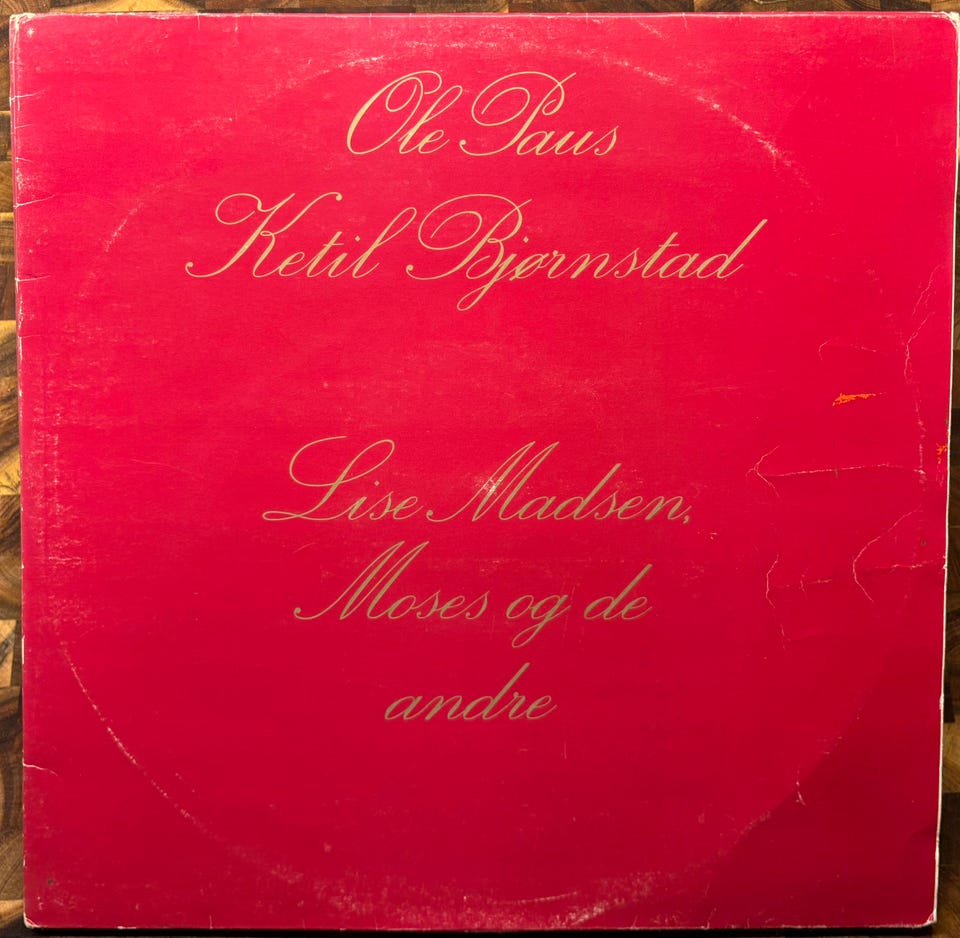 Ole Paus
Ketil Bjørnstad
Lise Madsen,
Moses og de
andre